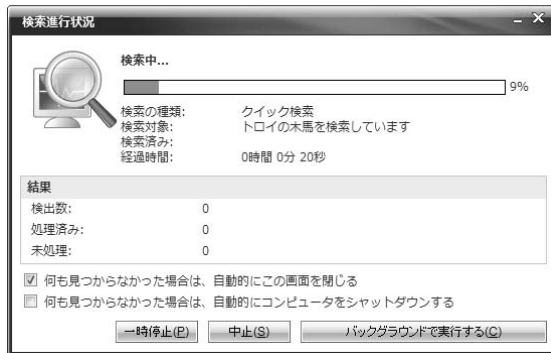 検索進行状況
検索中...
9%
検索の種類: クイック検索
検索対象: トロイの木馬を検索しています
検索済み:
経過時間: 0時間 0分 20秒
結果
検出数: 0
処理済み: 0
未処理: 0
何も見つからなかった場合は、自動的にこの画面を閉じる
何も見つからなかった場合は、自動的にコンピュータをシャットダウンする
一時停止(P) 中止(S) バックグラウンドで実行する(C)